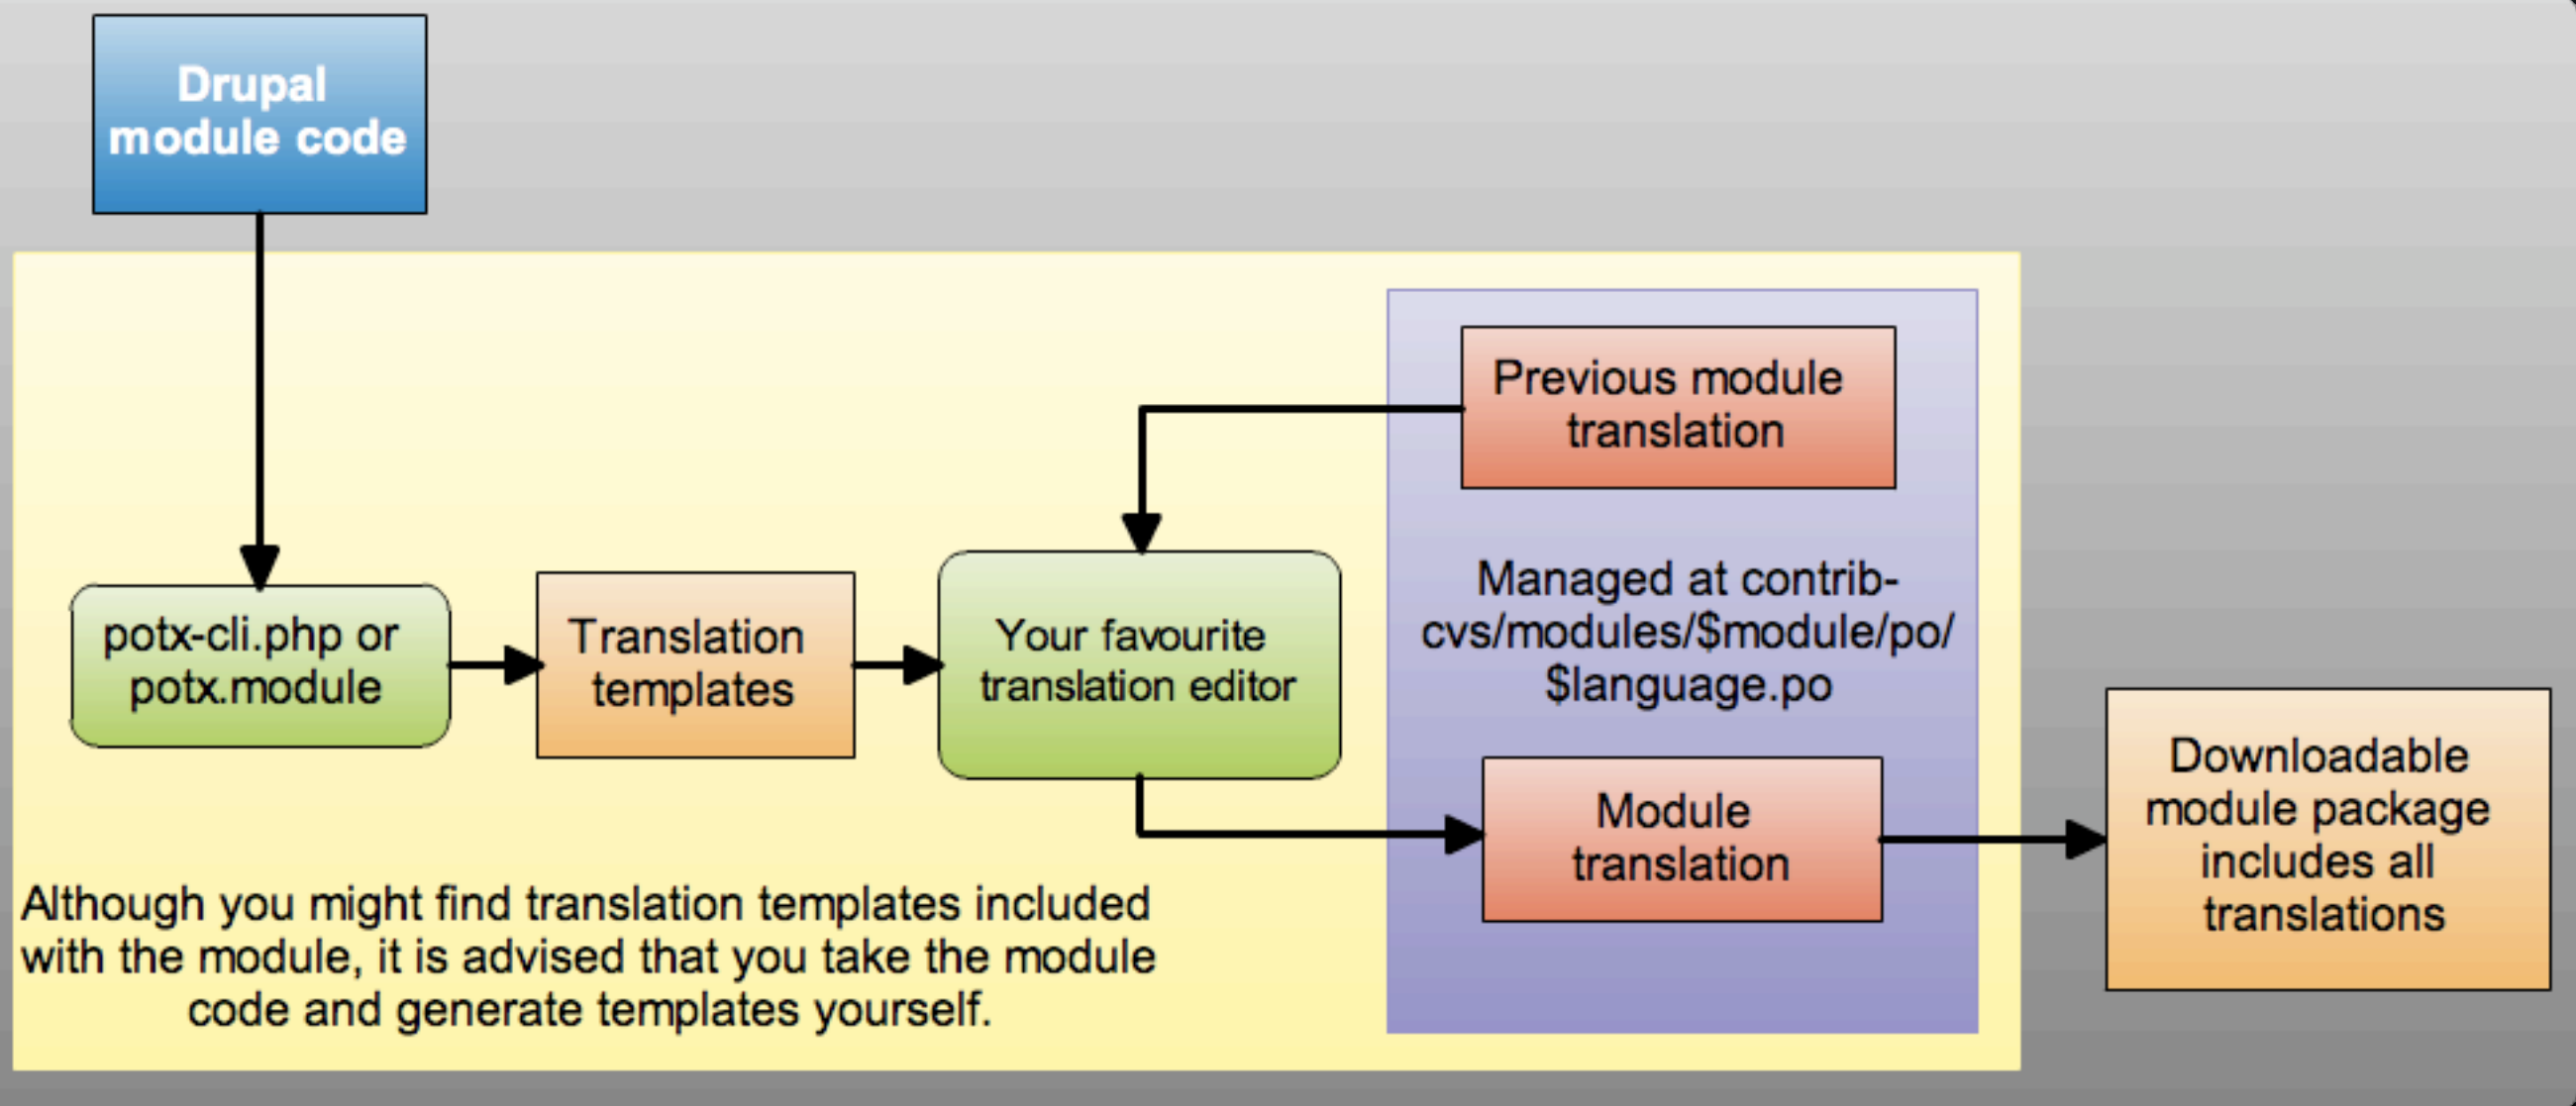 Drupal
module code
Previous module
translation
Managed at contrib-
cvs/modules/$module/po/
$language.po
potx-cli.php or
potx.module
Translation
templates
Your favourite
translation editor
Module
translation
Downloadable
module package
includes all
translations
Although you might find translation templates included
with the module, it is advised that you take the module
code and generate templates yourself.